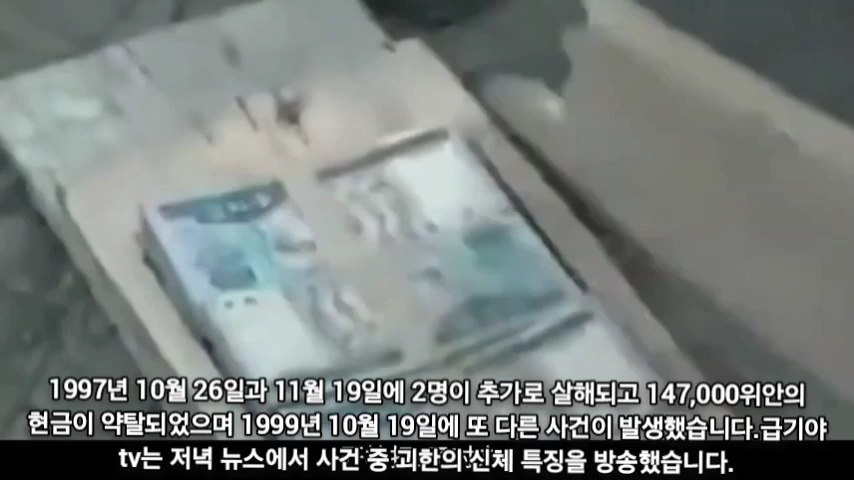 1997년 10월 26일과 11월 19일에 2명이 추가로 살해되고 147,000위안의
현금이 약탈되었으며 1999년 10월 19일에 또 다른 사건이 발생했습니다.급기야
tv는 저녁 뉴스에서 사건 중 괴한의 신체 특징을 방송했습니다.